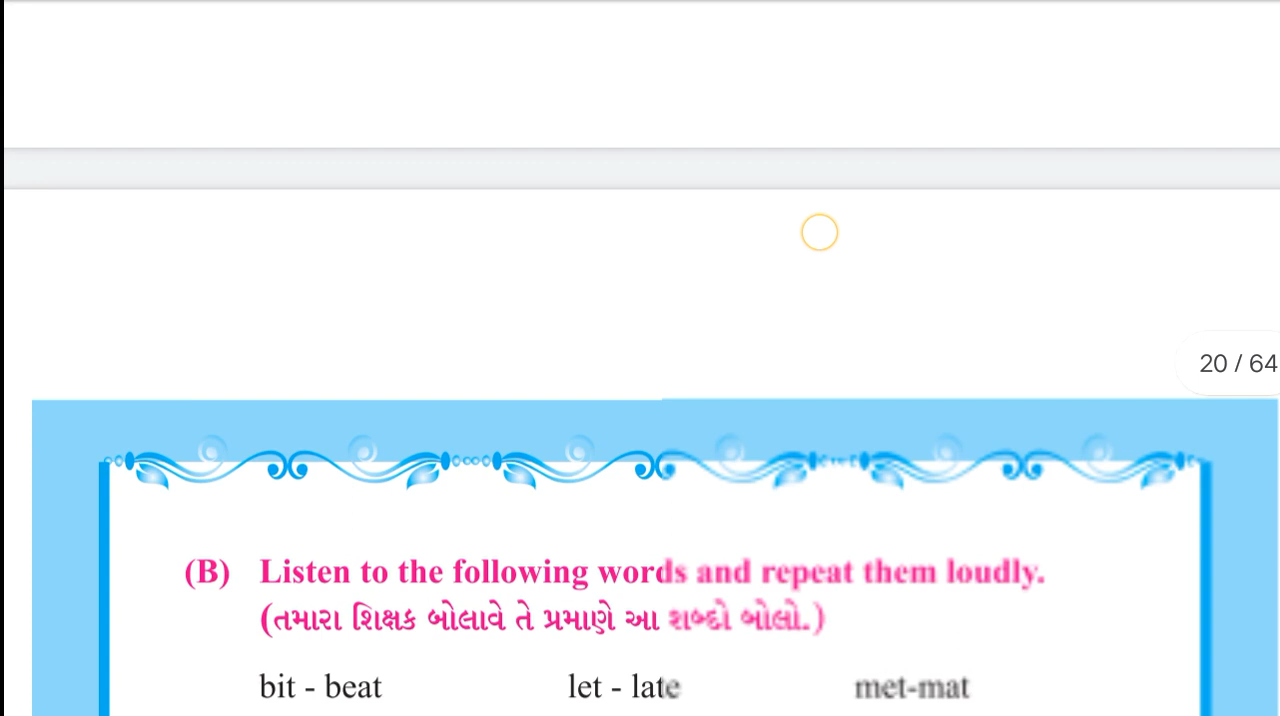 20 / 64
(B) Listen to the following words and repeat them loudly.
(તમારા શિક્ષક બોલાવે તે પ્રમાણે આ શબ્દો બોલો.)
bit - beat let - late met-mat